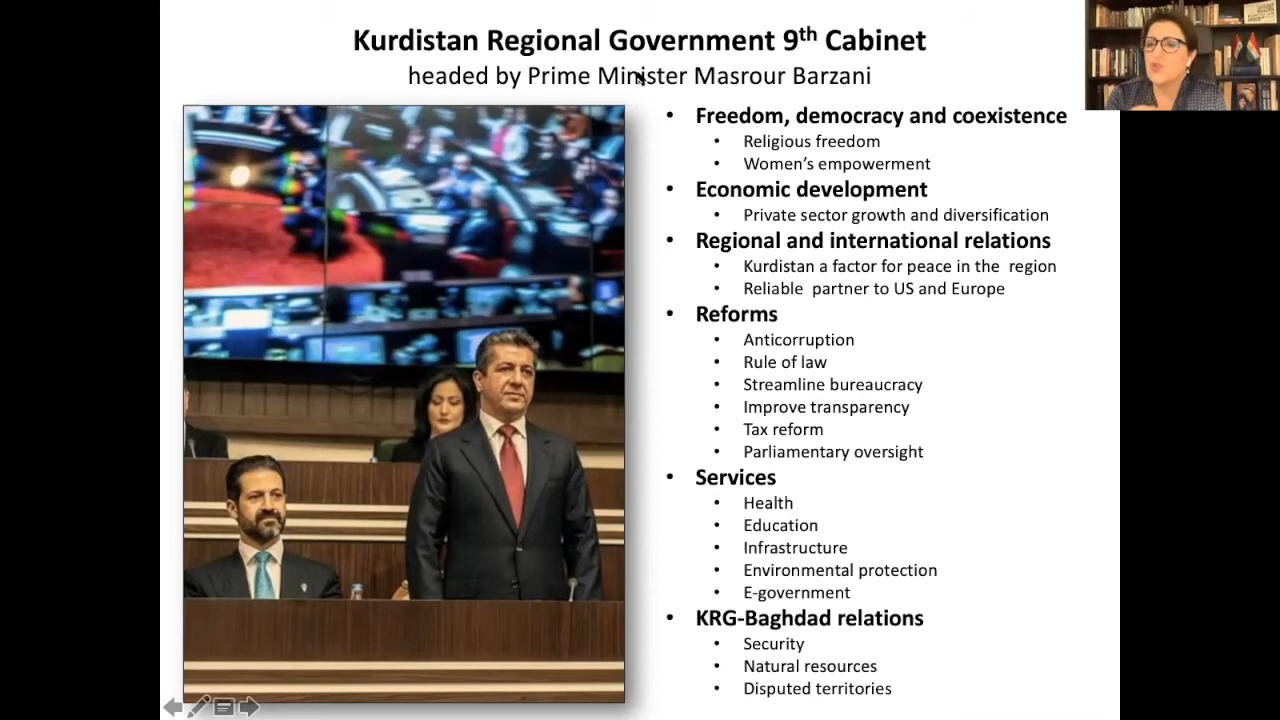 Kurdistan Regional Government 9th Cabinet
headed by Prime Minister Masrour Barzani
• Freedom, democracy and coexistence
• Religious freedom
• Women's empowerment
• Economic development
• Private sector growth and diversification
• Regional and international relations
• Kurdistan a factor for peace in the region
• Reliable partner to US and Europe
• Reforms
• Anticorruption
• Rule of law
• Streamline bureaucracy
• Improve transparency
• Tax reform
• Parliamentary oversight
• Services
• Health
• Education
• Infrastructure
• Environmental protection
• E-government
• KRG-Baghdad relations
• Security
• Natural resources
• Disputed territories